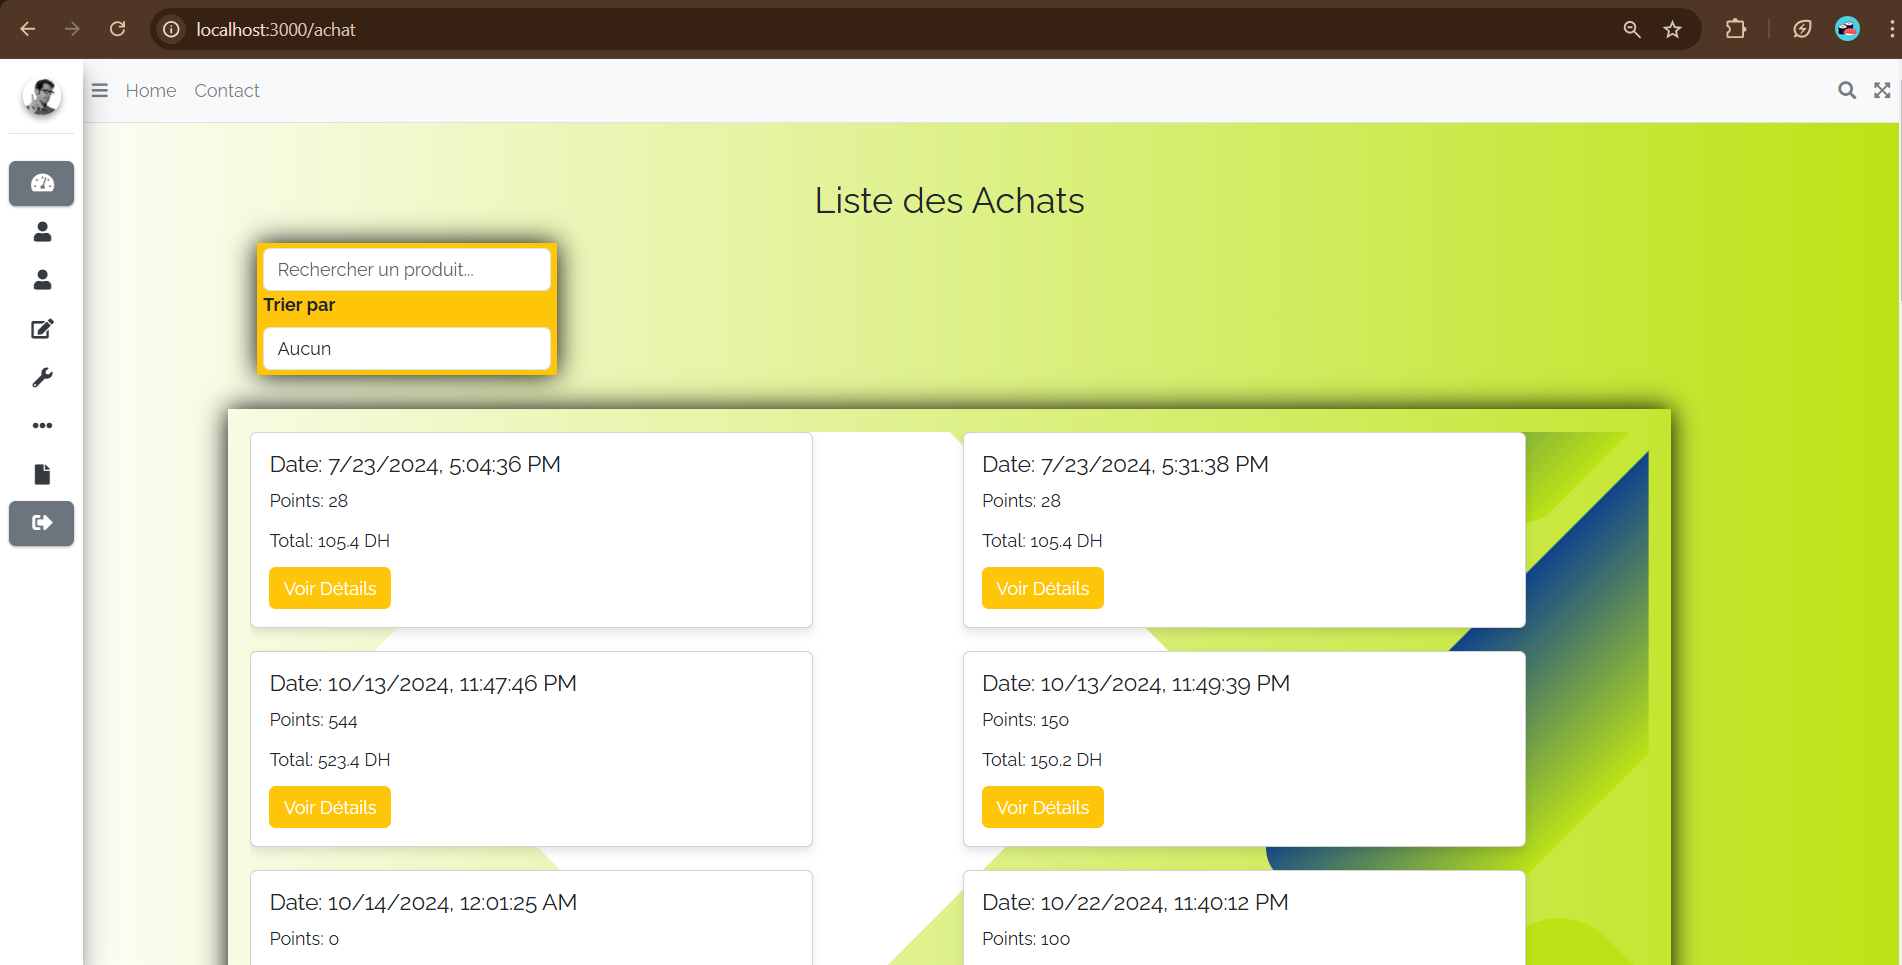 localhost:3000/achat
Home Contact
Liste des Achats
Rechercher un produit...
Trier par
Aucun
Date: 7/23/2024, 5:04:36 PM
Points: 28
Total: 105.4 DH
Voir Détails
Date: 7/23/2024, 5:31:38 PM
Points: 28
Total: 105.4 DH
Voir Détails
Date: 10/13/2024, 11:47:46 PM
Points: 544
Total: 523.4 DH
Voir Détails
Date: 10/13/2024, 11:49:39 PM
Points: 150
Total: 150.2 DH
Voir Détails
Date: 10/14/2024, 12:01:25 AM
Points: 0
Date: 10/22/2024, 11:40:12 PM
Points: 100